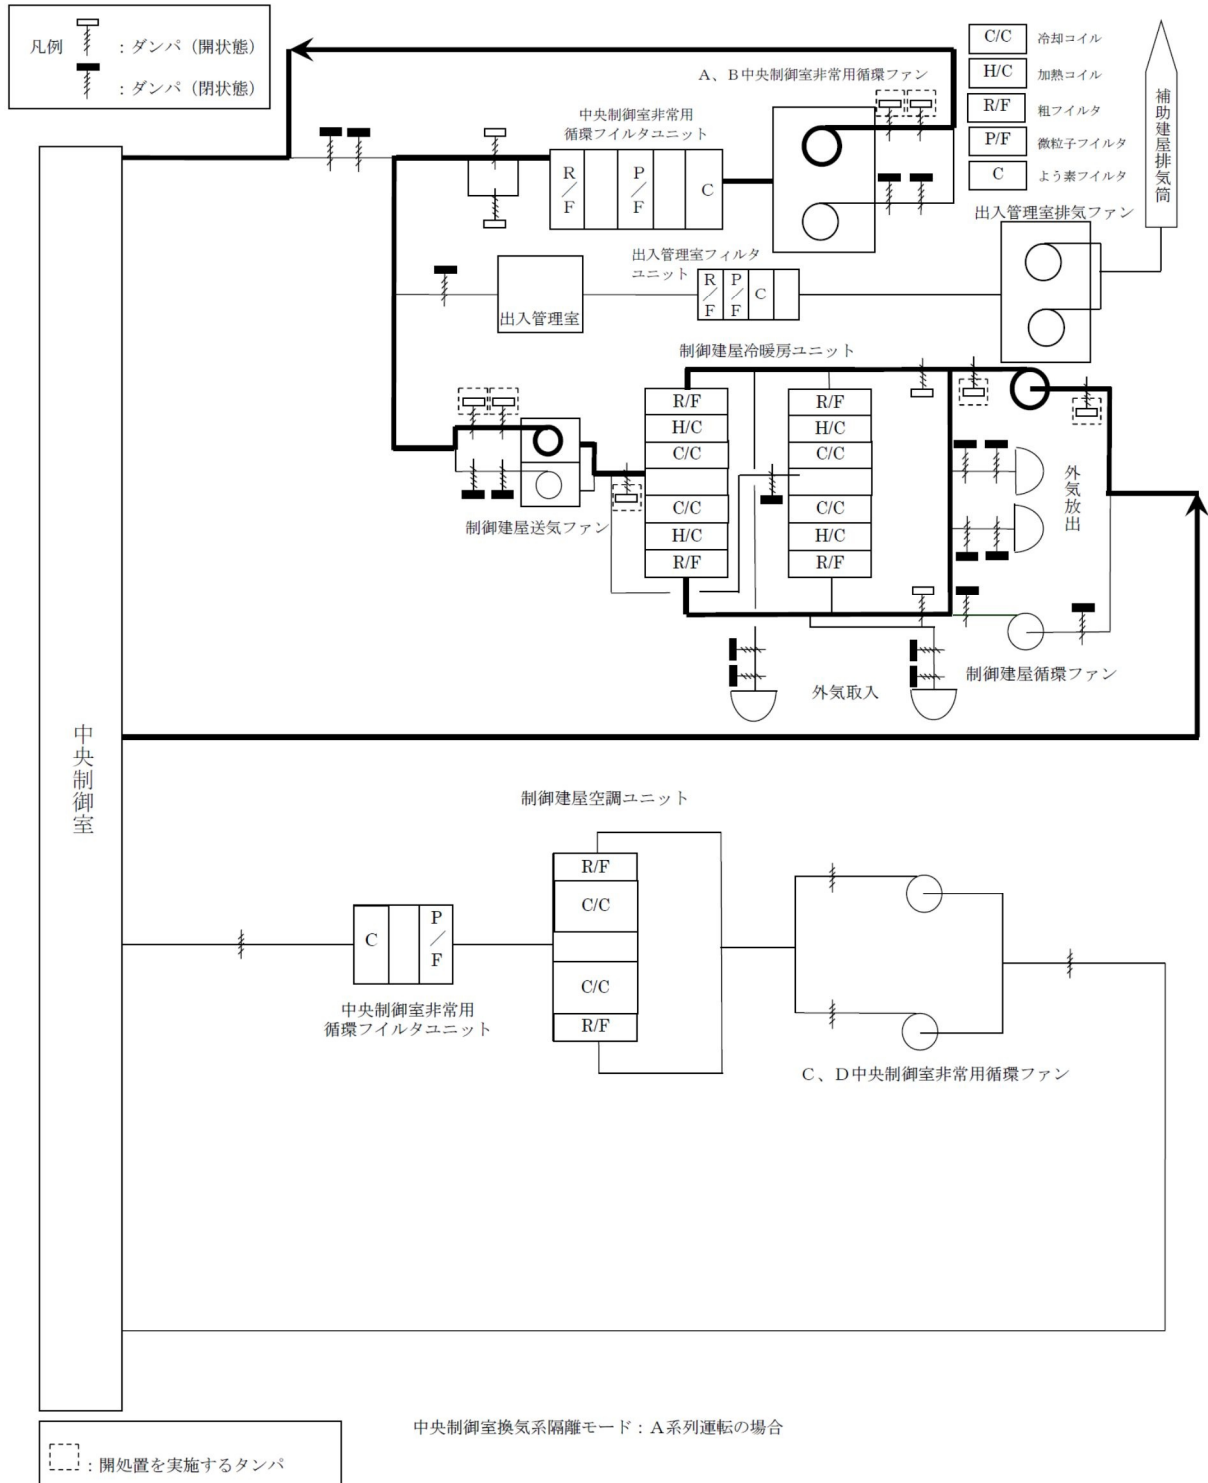 凡例
：ダンパ（開状態）
：ダンパ（閉状態）
C/C
冷却コイル
H/C
加熱コイル
R/F
粗フイルタ
P/F
微粒子フイルタ
C
よう素フイルタ
補助建屋排気筒
A、B中央制御室非常用循環ファン
中央制御室非常用
循環フイルタユニット
R/F
P/F
C
出入管理室排気ファン
出入管理室フィルタ
ユニット
R/F
P/F
C
出入管理室
制御建屋冷暖房ユニット
R/F
H/C
C/C
C/C
H/C
R/F
R/F
H/C
C/C
C/C
H/C
R/F
制御建屋送気ファン
外気放出
制御建屋循環ファン
外気取入
中央制御室
制御建屋空調ユニット
R/F
C/C
C/C
R/F
C
P/F
中央制御室非常用
循環フイルタユニット
C、D中央制御室非常用循環ファン
中央制御室換気系隔離モード：A系列運転の場合
：開処置を実施するタンパ